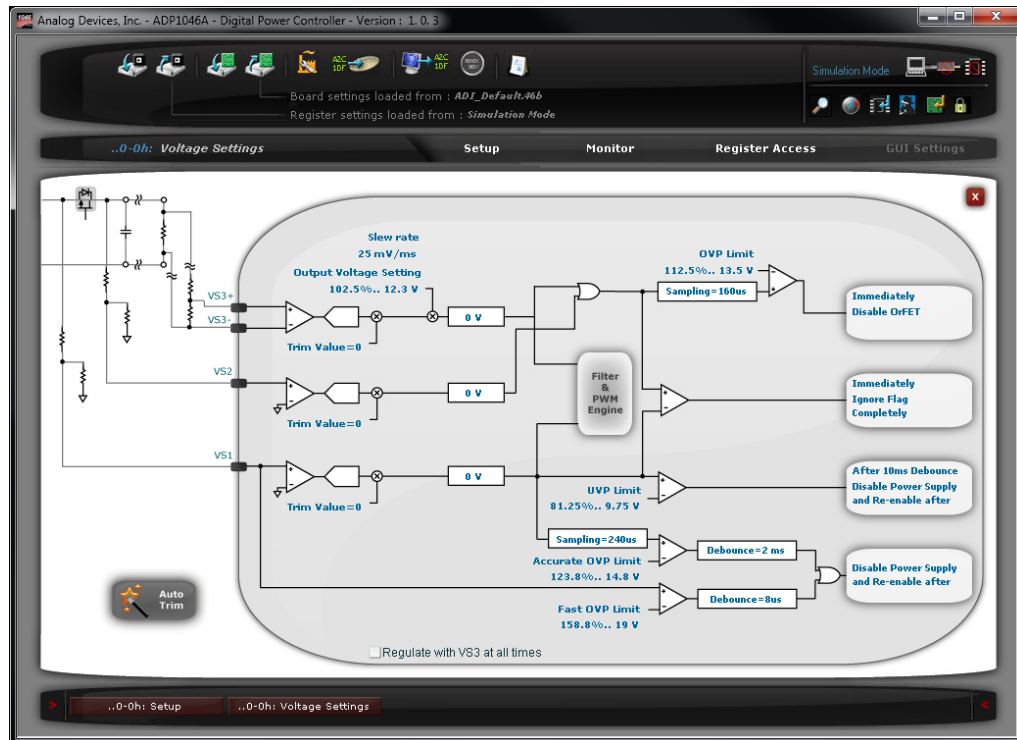 1046 Analog Devices, Inc. - ADP1046A - Digital Power Controller - Version : 1. 0. 3
A2C
1DF
A2C
1DF
Simulation Mode
Board settings loaded from : ADI_Default.46b
Register settings loaded from : Simulation Mode
..0-0h: Voltage Settings
Setup
Monitor
Register Access
GUI Settings
X
Slew rate
25 mV/ms
Output Voltage Setting
102.5%.. 12.3 V
OVP Limit
112.5%.. 13.5 V
Sampling=160us
Immediately
Disable OrFET
VS3+
VS3-
0 V
Trim Value=0
VS2
0 V
Trim Value=0
Filter
&
PWM
Engine
Immediately
Ignore Flag
Completely
VS1
0 V
Trim Value=0
UVP Limit
81.25%.. 9.75 V
After 10ms Debounce
Disable Power Supply
and Re-enable after
Sampling=240us
Accurate OVP Limit
123.8%.. 14.8 V
Debounce=2 ms
Disable Power Supply
and Re-enable after
Debounce=8us
Fast OVP Limit
158.8%.. 19 V
Auto
Trim
Regulate with VS3 at all times
>
..0-0h: Setup
..0-0h: Voltage Settings
<